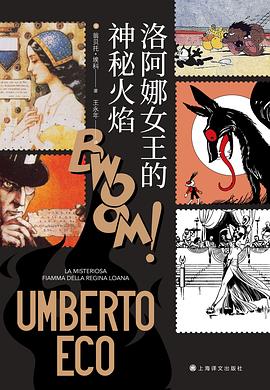 洛阿娜女王的
神秘火焰
翁贝托·埃科
著
王永年
译
BWOOM!
LA MISTERIOSA
FIAMMA DELLA REGINA LOANA
UMBERTO
ECO
上海译文出版社